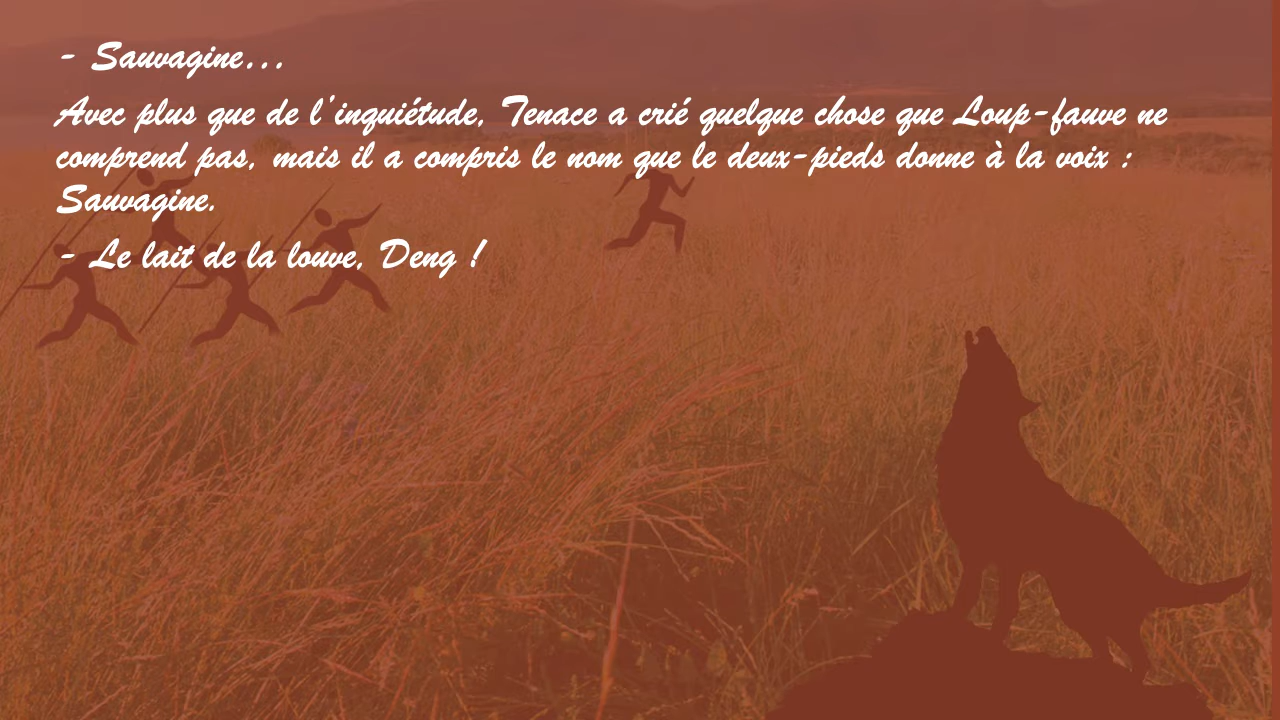 - Sauvagine...
Avec plus que de l'inquiétude, Tenace a crié quelque chose que Loup-fauve ne
comprend pas, mais il a compris le nom que le deux-pieds donne à la voix :
Sauvagine.
- Le lait de la louve, Deng !